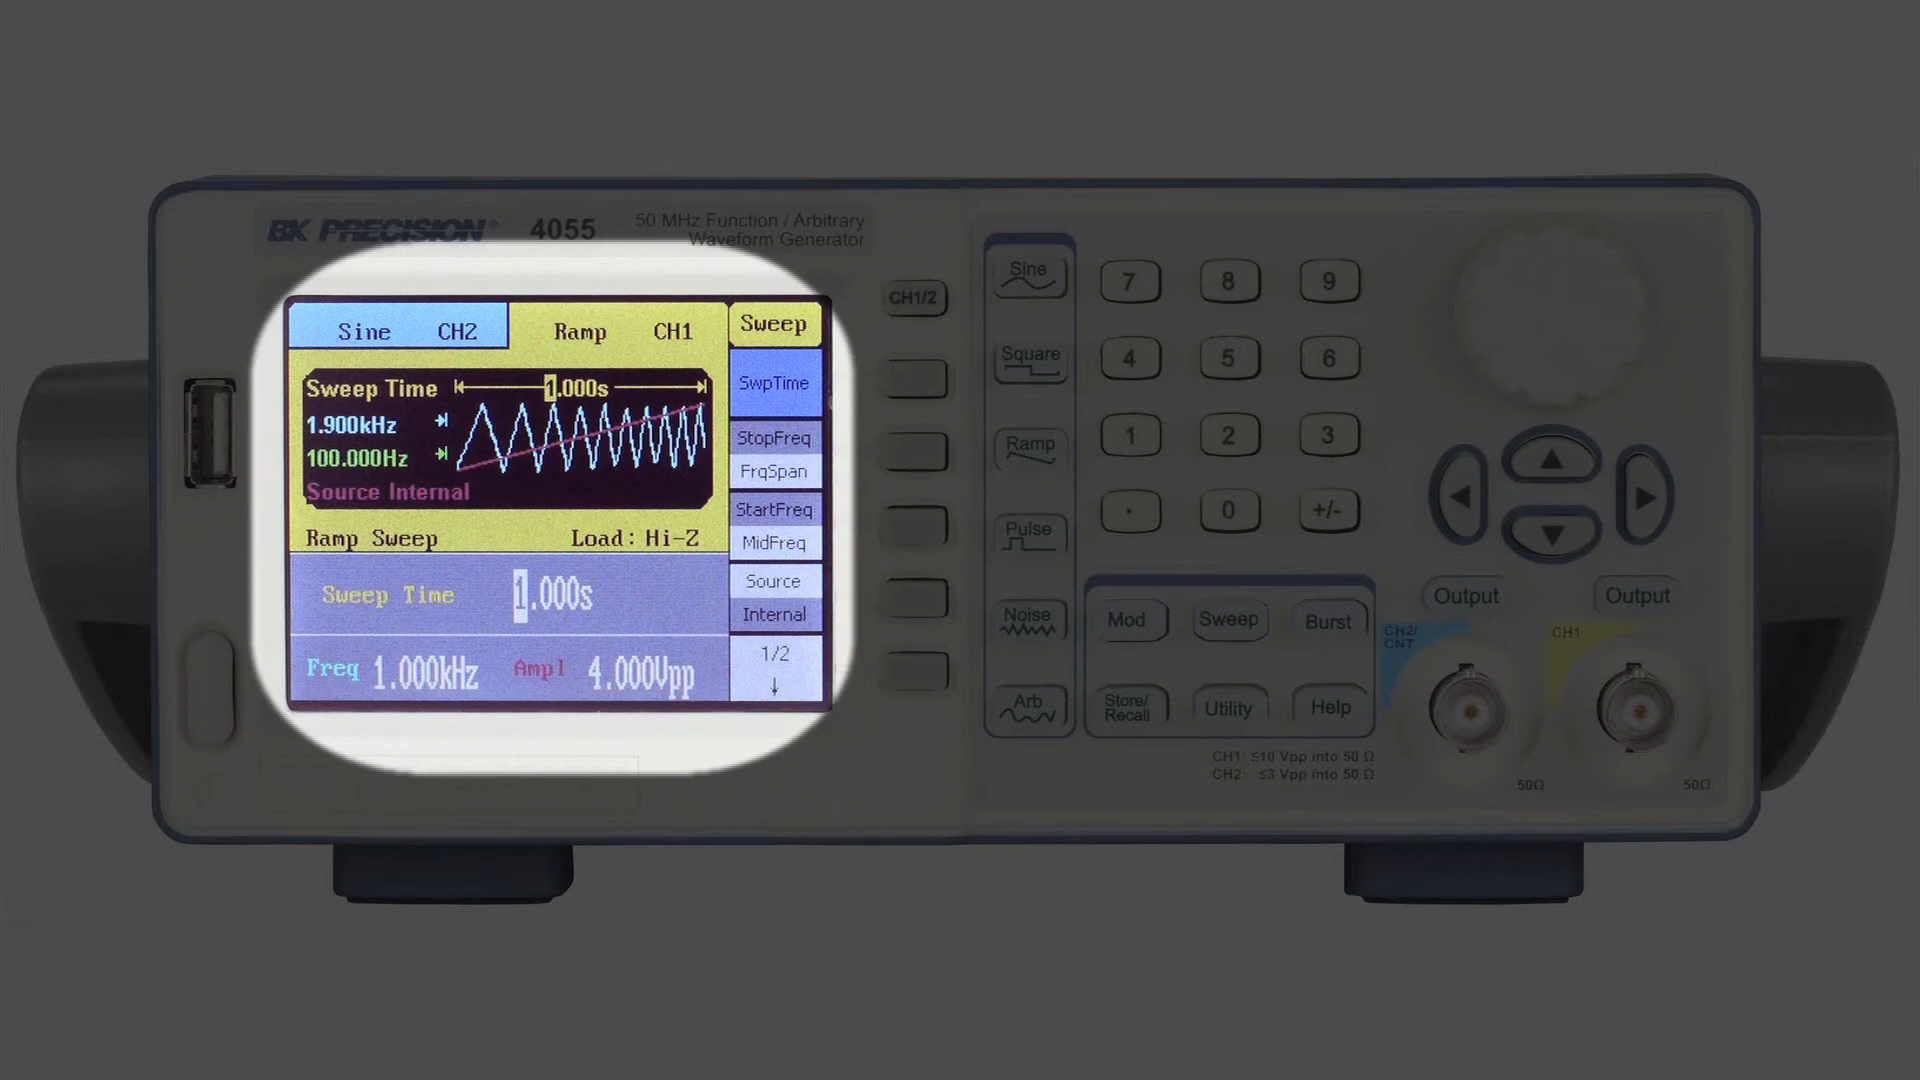 BK PRECISION® 4055
50 MHz Function / Arbitrary
Waveform Generator
Sine CH2
Ramp CH1
Sweep
Sweep Time
1.000s
1.900kHz
100.000Hz
Source Internal
Ramp Sweep
Load: Hi-Z
Sweep Time
1.000s
Freq 1.000kHz
Ampl 4.000Vpp
SwpTime
StopFreq
FrqSpan
StartFreq
MidFreq
Source
Internal
1/2
↓
CH1/2
Sine
Square
Ramp
Pulse
Noise
Arb
7 8 9
4 5 6
1 2 3
. 0 +/-
Mod Sweep Burst
Store/
Recall
Utility Help
Output Output
CH2/
CNT
CH1
CH1: ≤10 Vpp into 50 Ω
CH2: ≤3 Vpp into 50 Ω
50Ω 50Ω